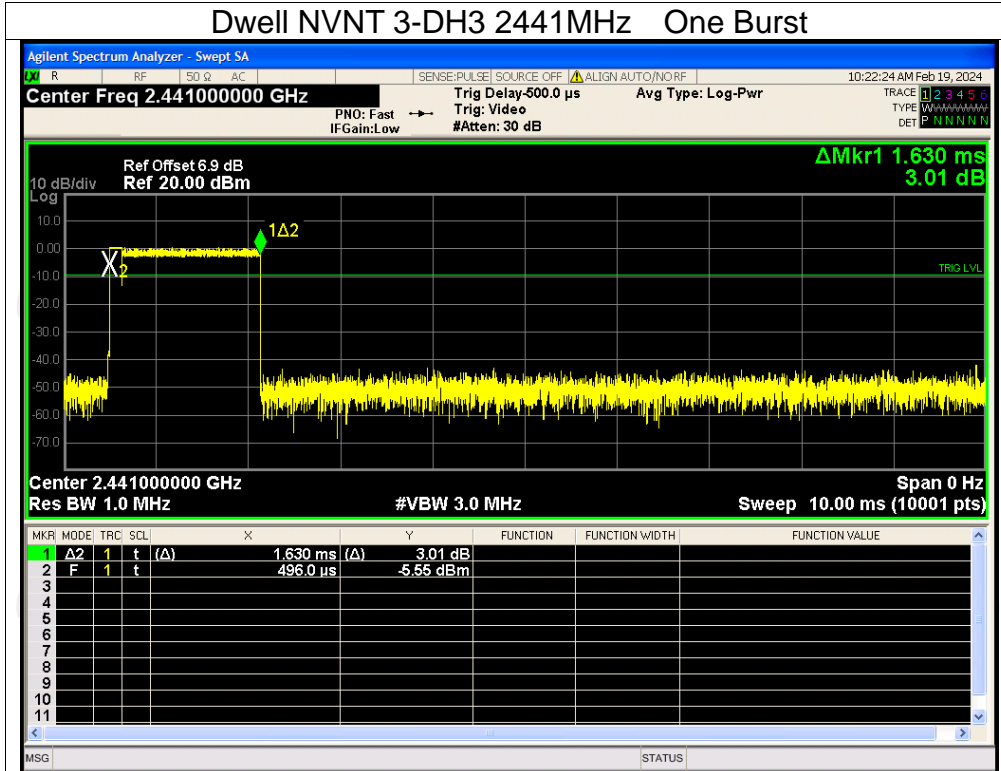 Dwell NVNT 3-DH3 2441MHz One Burst
Agilent Spectrum Analyzer - Swept SA
LXI R RF 50 Ω AC SENSE:PULSE SOURCE OFF ALIGN AUTO/NO RF 10:22:24 AM Feb 19, 2024
Center Freq 2.441000000 GHz
PNO: Fast
IFGain:Low
Trig Delay-500.0 µs
Trig: Video
#Atten: 30 dB
Avg Type: Log-Pwr
TRACE 1 2 3 4 5 6
TYPE WWWWWW
DET P N N N N N
ΔMkr1 1.630 ms
3.01 dB
Ref Offset 6.9 dB
10 dB/div Ref 20.00 dBm
Log
10.0
0.00
-10.0
-20.0
-30.0
-40.0
-50.0
-60.0
-70.0
1Δ2
2
TRIG LVL
Center 2.441000000 GHz Span 0 Hz
Res BW 1.0 MHz #VBW 3.0 MHz Sweep 10.00 ms (10001 pts)
MKR MODE TRC SCL X Y FUNCTION FUNCTION WIDTH FUNCTION VALUE
1 Δ2 1 t (Δ) 1.630 ms (Δ) 3.01 dB
2 F 1 t 496.0 µs -5.55 dBm
3
4
5
6
7
8
9
10
11
MSG STATUS